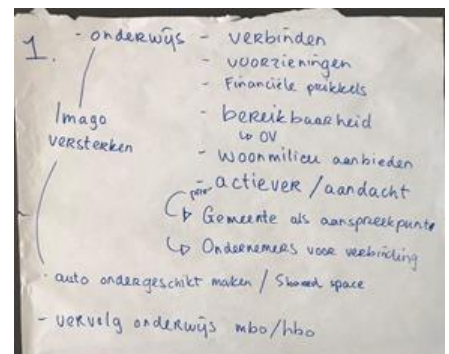 1. - onderwijs - verbinden
- voorzieningen
- Financiële prikkels
- bereikbaarheid
↳ OV
Imago versterken
- woonmilieu aanbieden
- actiever / aandacht
↳ Gemeente als aanspreekpunt
↳ Ondernemers voor verbinding
- auto ondergeschikt maken / Shared space
- vervolg onderwijs mbo/hbo